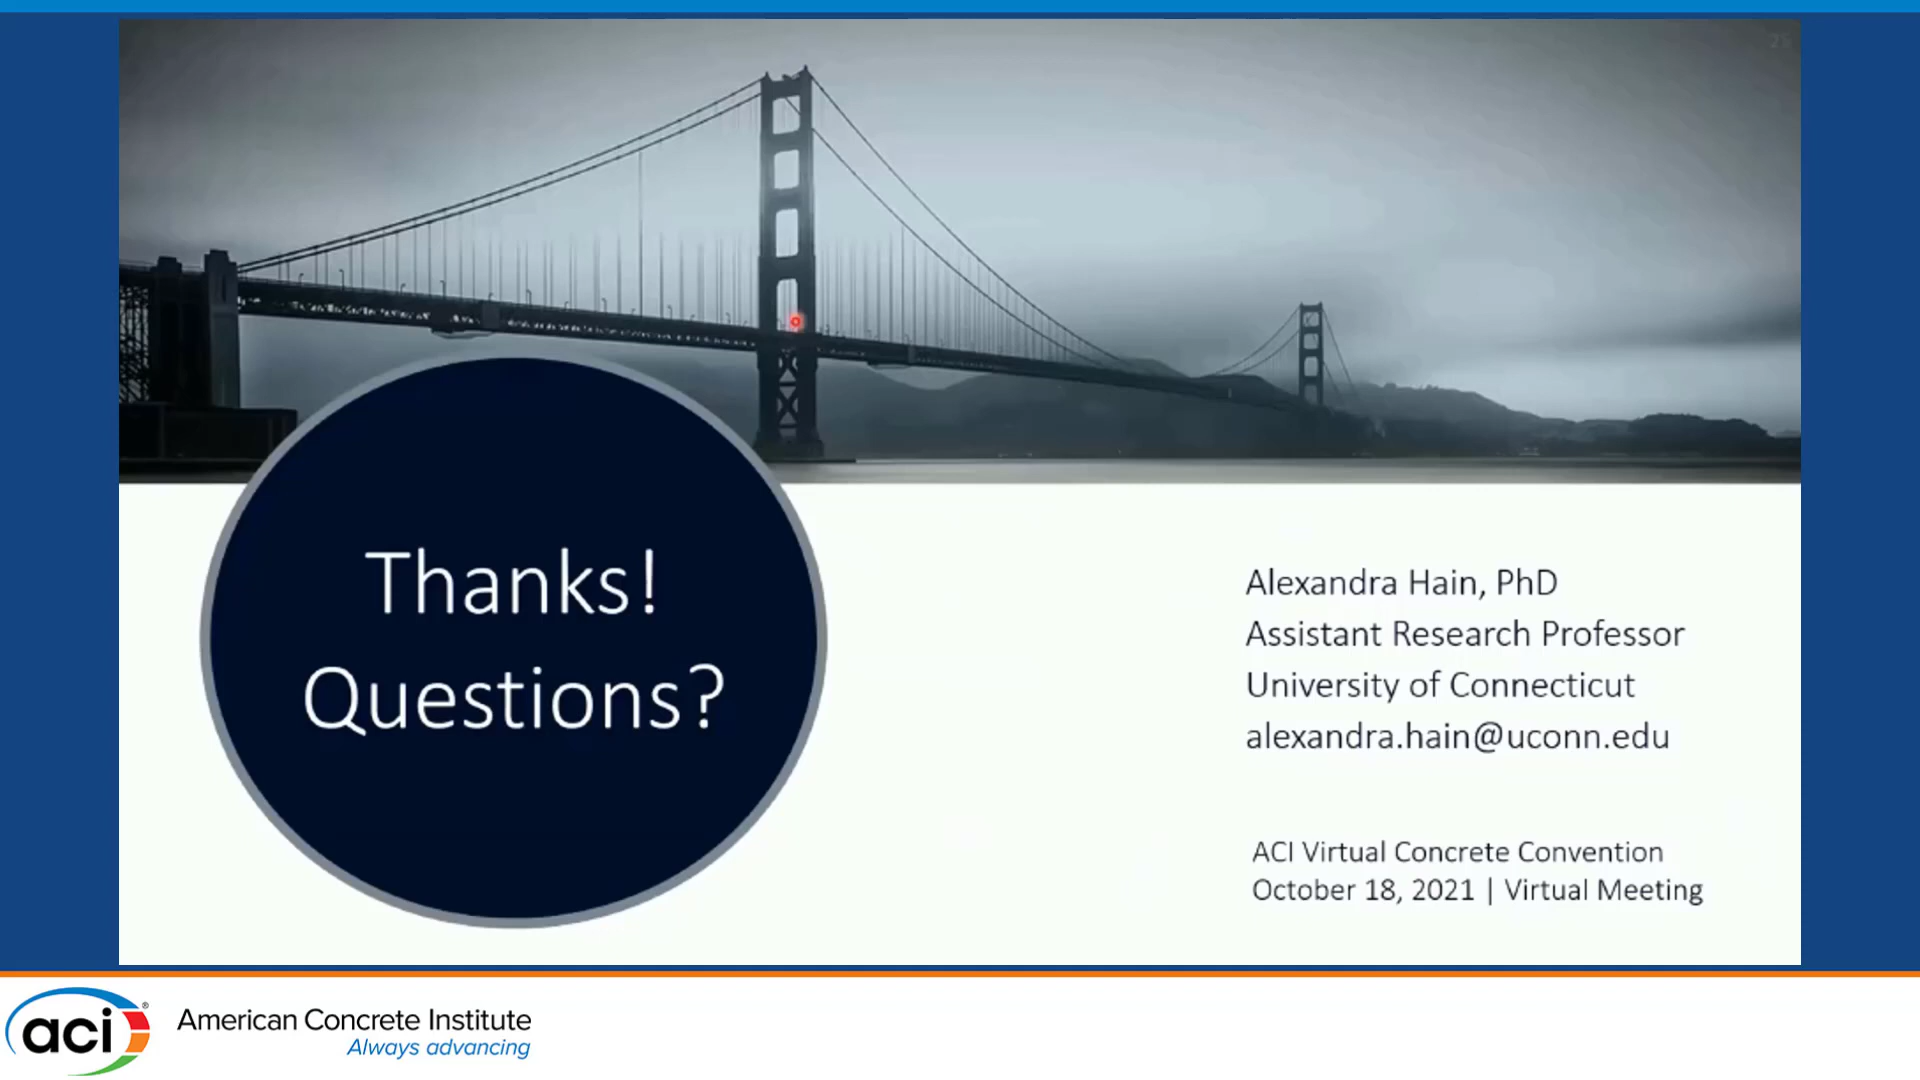 Thanks!
Questions?
Alexandra Hain, PhD
Assistant Research Professor
University of Connecticut
alexandra.hain@uconn.edu
ACI Virtual Concrete Convention
October 18, 2021 | Virtual Meeting
aci®
American Concrete Institute
Always advancing